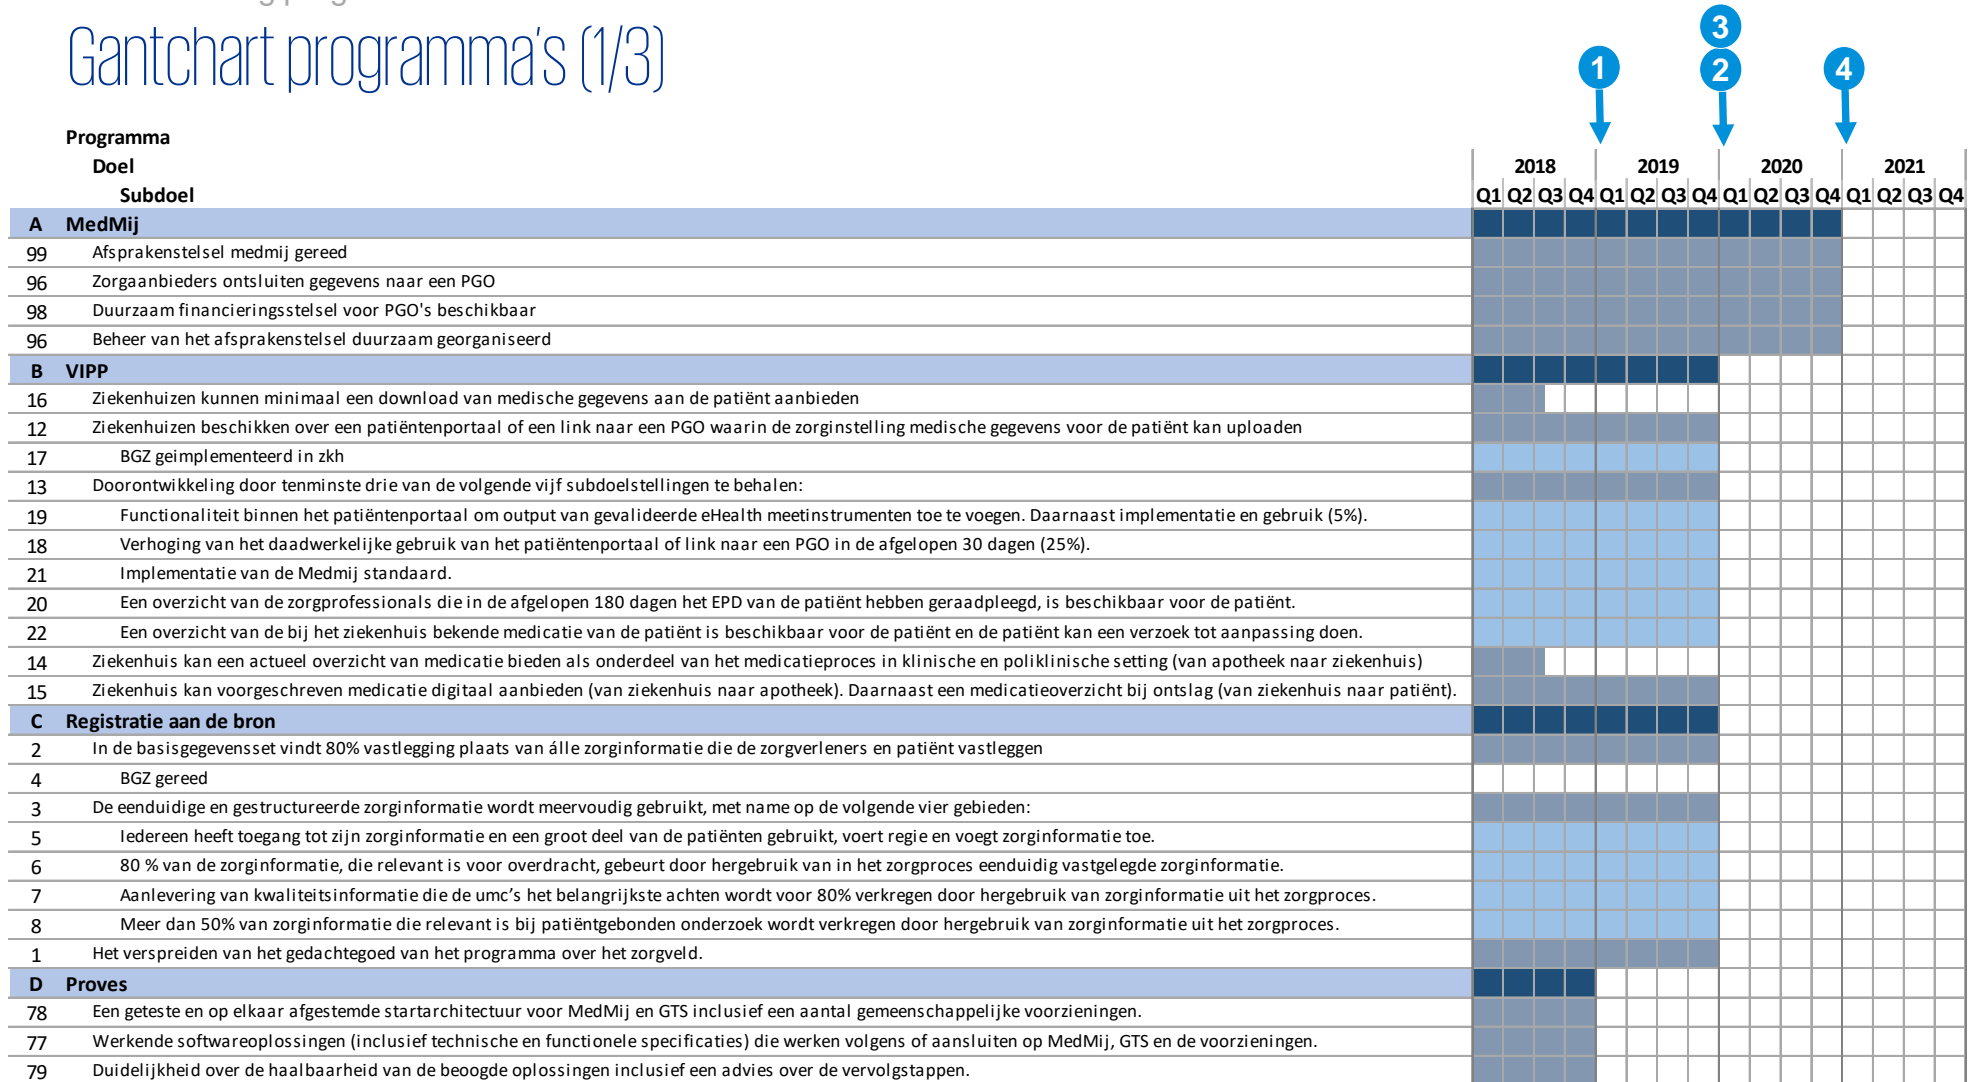 Gantchart programma's (1/3)
3
1 2 4
Programma
Doel 2018 2019 2020 2021
Subdoel Q1 Q2 Q3 Q4 Q1 Q2 Q3 Q4 Q1 Q2 Q3 Q4 Q1 Q2 Q3 Q4
A MedMij
99 Afsprakenstelsel medmij gereed
96 Zorgaanbieders ontsluiten gegevens naar een PGO
98 Duurzaam financieringsstelsel voor PGO's beschikbaar
96 Beheer van het afsprakenstelsel duurzaam georganiseerd
B VIPP
16 Ziekenhuizen kunnen minimaal een download van medische gegevens aan de patiënt aanbieden
12 Ziekenhuizen beschikken over een patiëntenportaal of een link naar een PGO waarin de zorginstelling medische gegevens voor de patiënt kan uploaden
17 BGZ geimplementeerd in zkh
13 Doorontwikkeling door tenminste drie van de volgende vijf subdoelstellingen te behalen:
19 Functionaliteit binnen het patiëntenportaal om output van gevalideerde eHealth meetinstrumenten toe te voegen. Daarnaast implementatie en gebruik (5%).
18 Verhoging van het daadwerkelijke gebruik van het patiëntenportaal of link naar een PGO in de afgelopen 30 dagen (25%).
21 Implementatie van de Medmij standaard.
20 Een overzicht van de zorgprofessionals die in de afgelopen 180 dagen het EPD van de patiënt hebben geraadpleegd, is beschikbaar voor de patiënt.
22 Een overzicht van de bij het ziekenhuis bekende medicatie van de patiënt is beschikbaar voor de patiënt en de patiënt kan een verzoek tot aanpassing doen.
14 Ziekenhuis kan een actueel overzicht van medicatie bieden als onderdeel van het medicatieproces in klinische en poliklinische setting (van apotheek naar ziekenhuis)
15 Ziekenhuis kan voorgeschreven medicatie digitaal aanbieden (van ziekenhuis naar apotheek). Daarnaast een medicatieoverzicht bij ontslag (van ziekenhuis naar patiënt).
C Registratie aan de bron
2 In de basisgegevensset vindt 80% vastlegging plaats van álle zorginformatie die de zorgverleners en patiënt vastleggen
4 BGZ gereed
3 De eenduidige en gestructureerde zorginformatie wordt meervoudig gebruikt, met name op de volgende vier gebieden:
5 Iedereen heeft toegang tot zijn zorginformatie en een groot deel van de patiënten gebruikt, voert regie en voegt zorginformatie toe.
6 80 % van de zorginformatie, die relevant is voor overdracht, gebeurt door hergebruik van in het zorgproces eenduidig vastgelegde zorginformatie.
7 Aanlevering van kwaliteitsinformatie die de umc's het belangrijkste achten wordt voor 80% verkregen door hergebruik van zorginformatie uit het zorgproces.
8 Meer dan 50% van zorginformatie die relevant is bij patiëntgebonden onderzoek wordt verkregen door hergebruik van zorginformatie uit het zorgproces.
1 Het verspreiden van het gedachtegoed van het programma over het zorgveld.
D Proves
78 Een geteste en op elkaar afgestemde startarchitectuur voor MedMij en GTS inclusief een aantal gemeenschappelijke voorzieningen.
77 Werkende softwareoplossingen (inclusief technische en functionele specificaties) die werken volgens of aansluiten op MedMij, GTS en de voorzieningen.
79 Duidelijkheid over de haalbaarheid van de beoogde oplossingen inclusief een advies over de vervolgstappen.